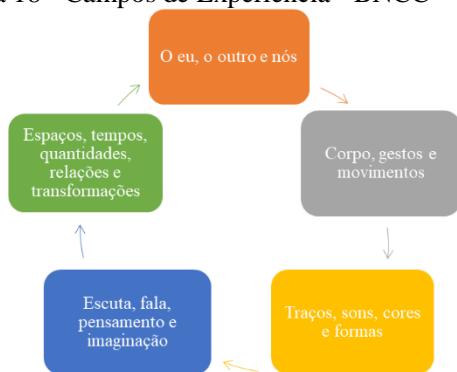 Campos de Experiência - BNCC
O eu, o outro e nós
Corpo, gestos e
movimentos
Traços, sons, cores
e formas
Escuta, fala,
pensamento e
imaginação
Espaços, tempos,
quantidades,
relações e
transformações